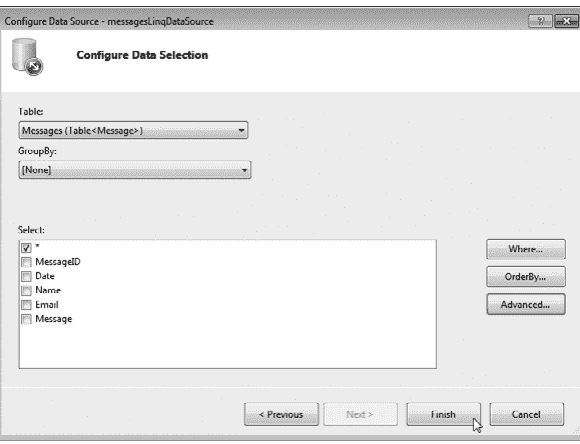 Configure Data Source - messagesLinqDataSource
Configure Data Selection
Table:
Messages (Table<Message>)
GroupBy:
[None]
Select:
*
MessageID
Date
Name
Email
Message
Where...
OrderBy...
Advanced...
< Previous
Next >
Finish
Cancel